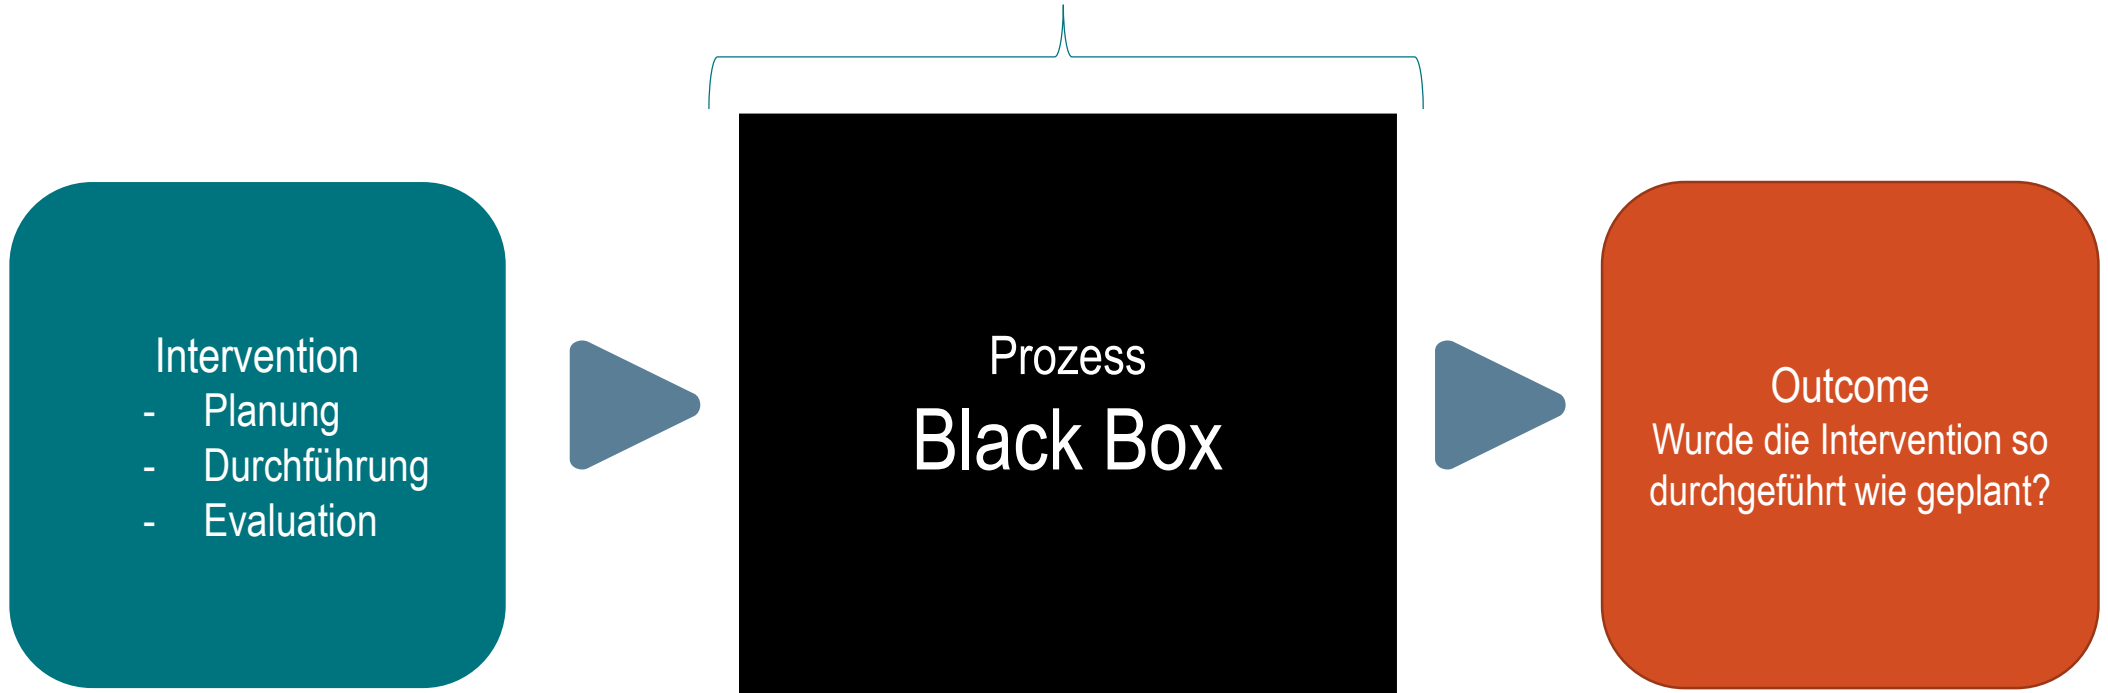 Intervention
- Planung
- Durchführung
- Evaluation
Prozess
Black Box
Outcome
Wurde die Intervention so
durchgeführt wie geplant?